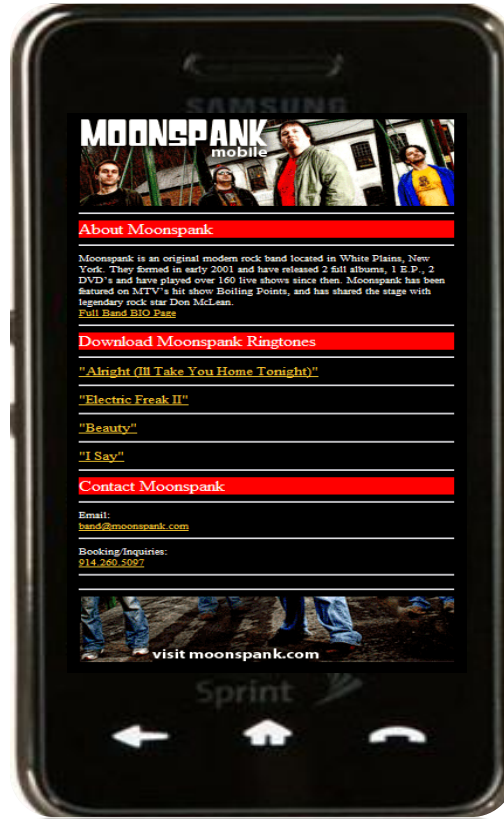 SAMSUNG
MOONSPANK
mobile
About Moonspank
Moonspank is an original modern rock band located in White Plains, New
York. They formed in early 2001 and have released 2 full albums, 1 E.P., 2
DVD's and have played over 160 live shows since then. Moonspank has been
featured on MTV's hit show Boiling Points, and has shared the stage with
legendary rock star Don McLean.
Full Band BIO Page
Download Moonspank Ringtones
"Alright (Ill Take You Home Tonight)"
"Electric Freak II"
"Beauty"
"I Say"
Contact Moonspank
Email:
band@moonspank.com
Booking/Inquiries:
914.260.5097
visit moonspank.com
Sprint